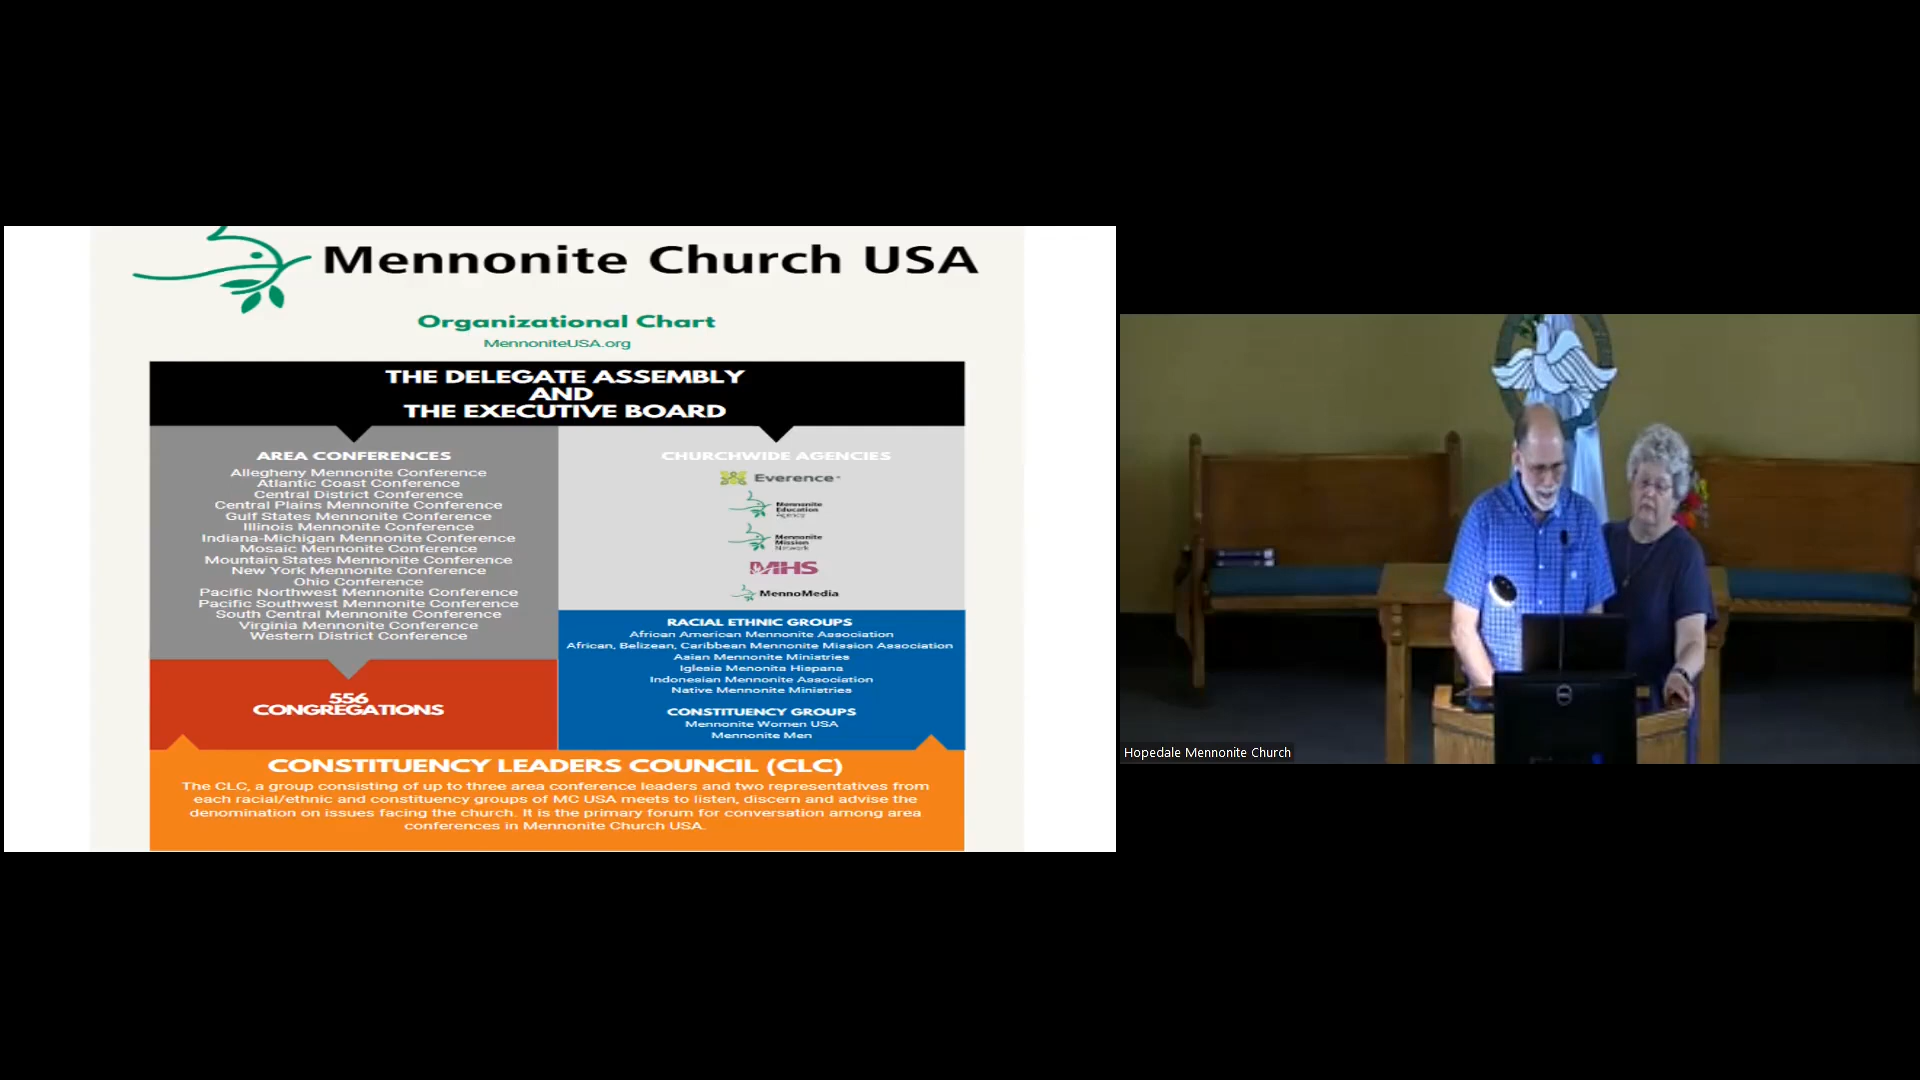 Mennonite Church USA
Organizational Chart
MennoniteUSA.org
THE DELEGATE ASSEMBLY
AND
THE EXECUTIVE BOARD
AREA CONFERENCES
Allegheny Mennonite Conference
Atlantic Coast Conference
Central District Conference
Central Plains Mennonite Conference
Gulf States Mennonite Conference
Illinois Mennonite Conference
Indiana-Michigan Mennonite Conference
Mosaic Mennonite Conference
Mountain States Mennonite Conference
New York Mennonite Conference
Ohio Conference
Pacific Northwest Mennonite Conference
Pacific Southwest Mennonite Conference
South Central Mennonite Conference
Virginia Mennonite Conference
Western District Conference
556
CONGREGATIONS
CHURCHWIDE AGENCIES
Everence
Mennonite
Education
Agency
Mennonite
Mission
Network
MHS
MennoMedia
RACIAL ETHNIC GROUPS
African American Mennonite Association
African, Belizean, Caribbean Mennonite Mission Association
Asian Mennonite Ministries
Iglesia Menonita Hispana
Indonesian Mennonite Association
Native Mennonite Ministries
CONSTITUENCY GROUPS
Mennonite Women USA
Mennonite Men
CONSTITUENCY LEADERS COUNCIL (CLC)
The CLC, a group consisting of up to three area conference leaders and two representatives from
each racial/ethnic and constituency groups of MC USA meets to listen, discern and advise the
denomination on issues facing the church. It is the primary forum for conversation among area
conferences in Mennonite Church USA.
Hopedale Mennonite Church
DELL